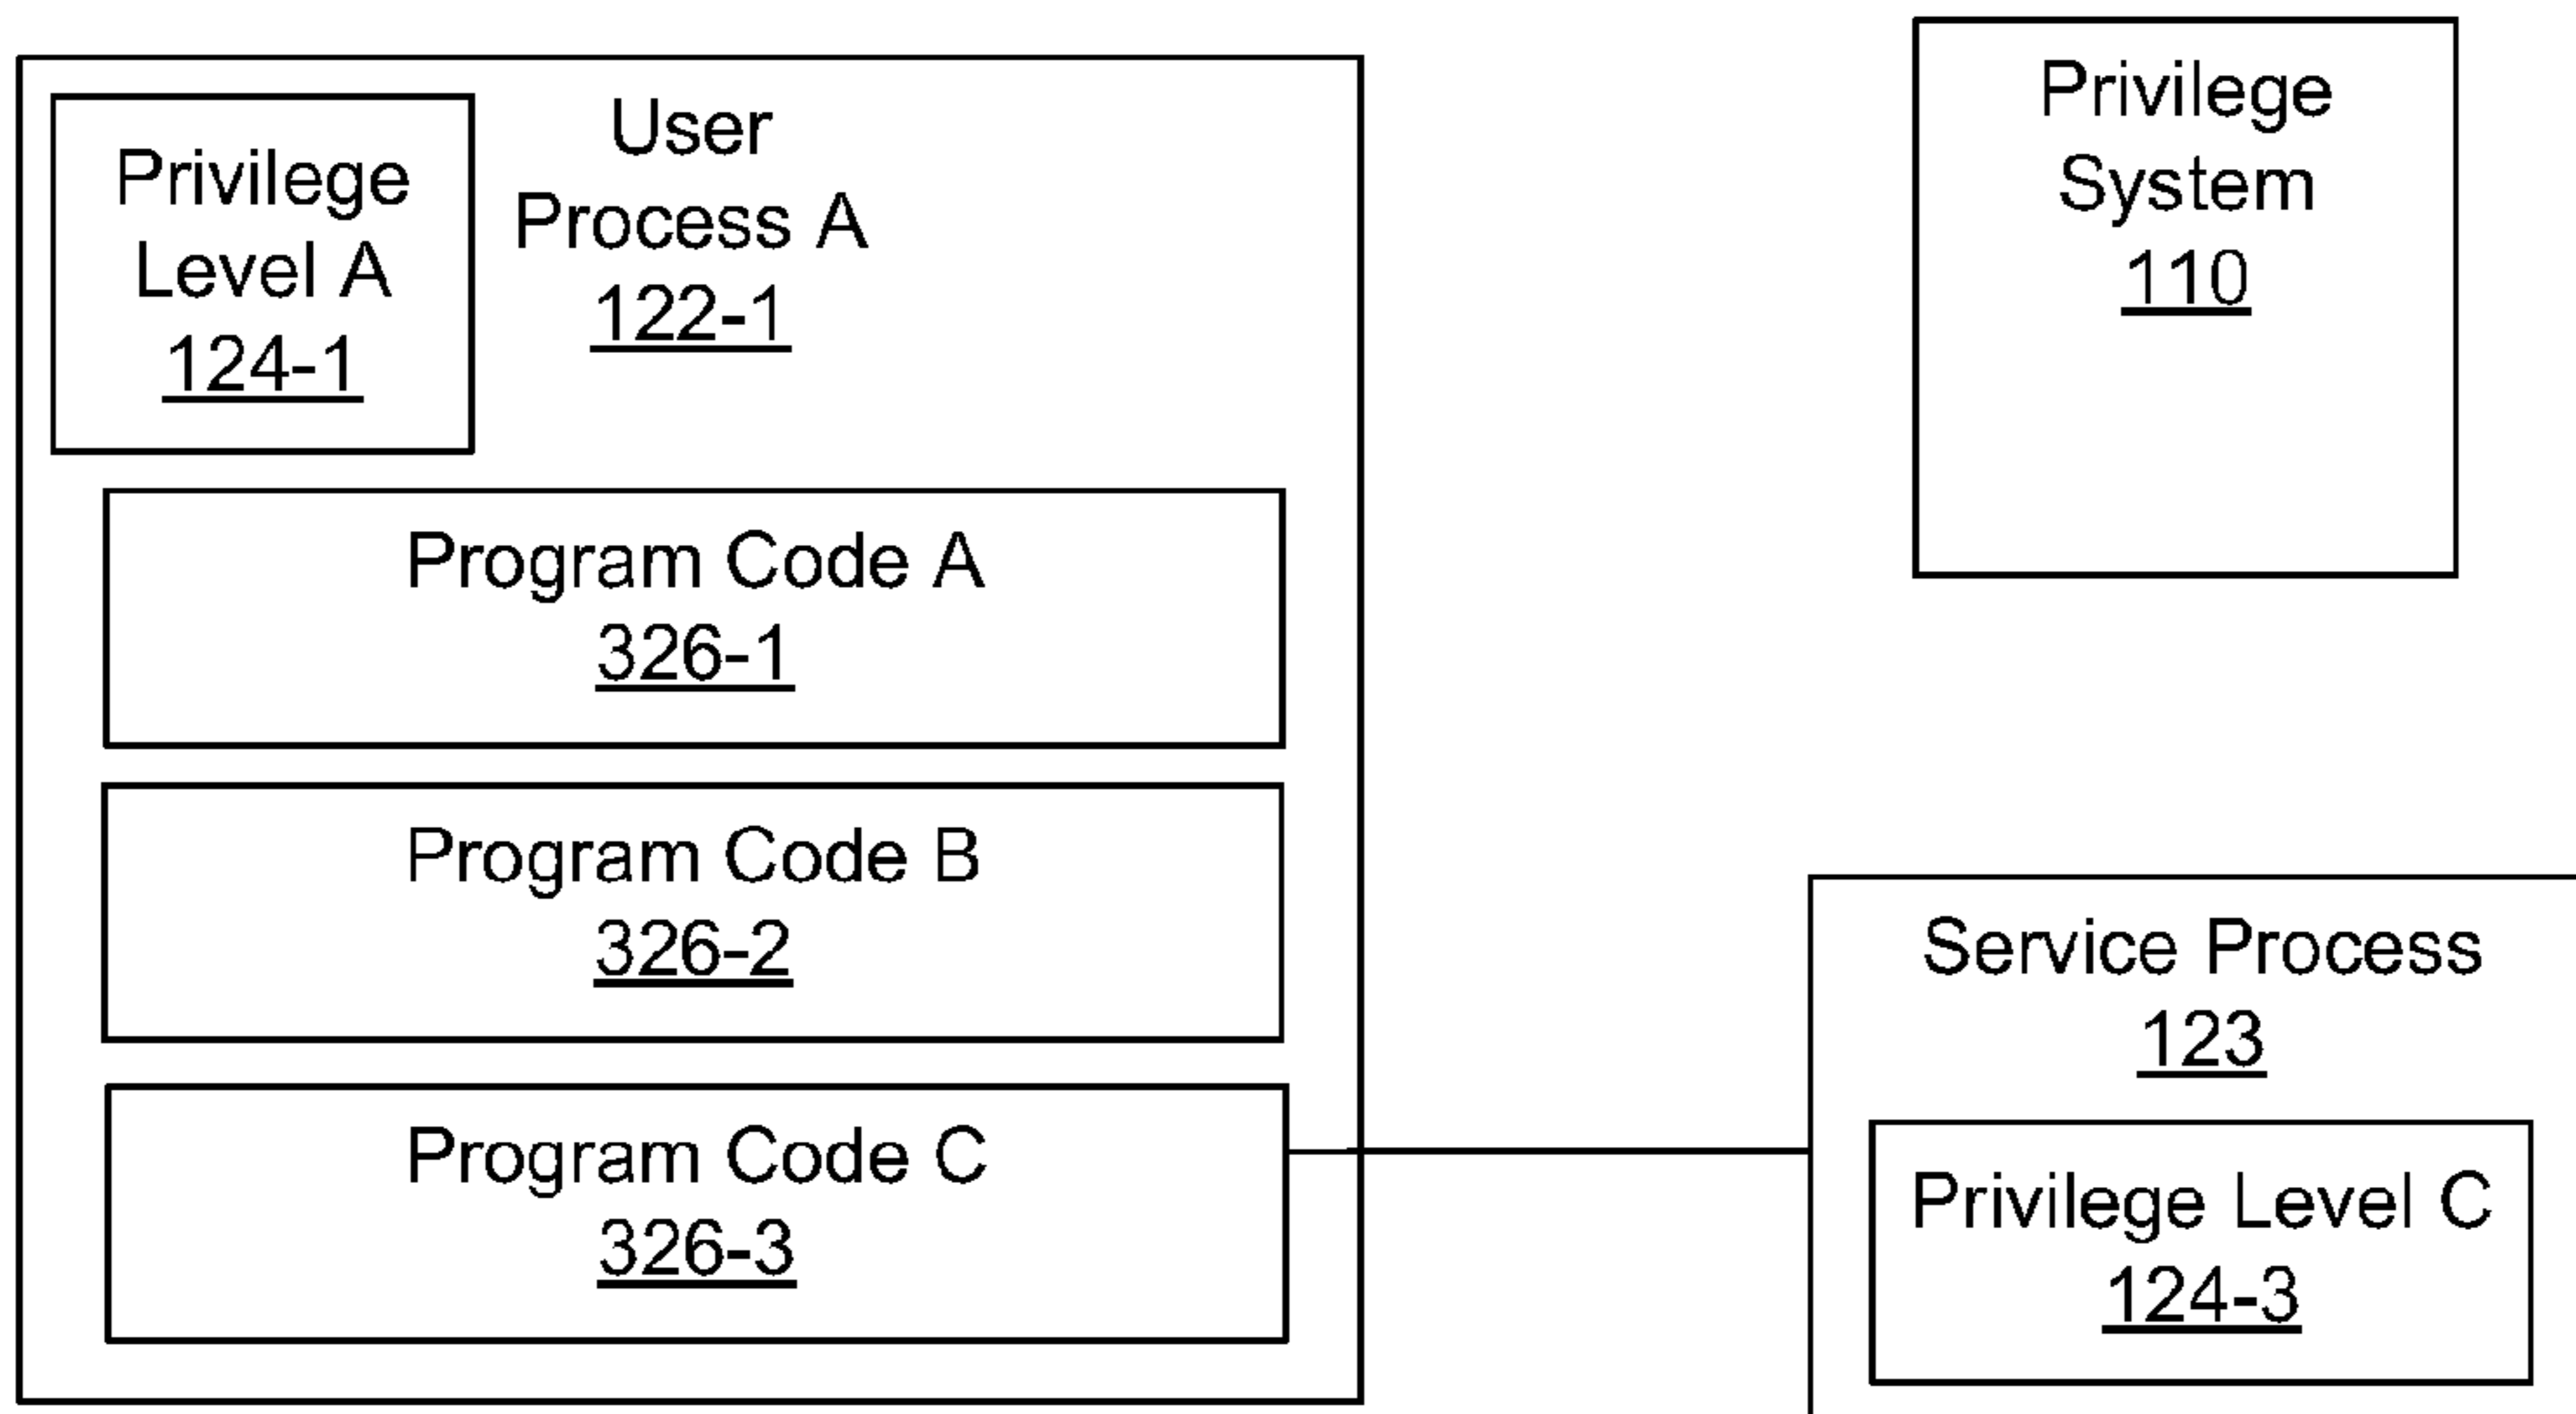 Privilege
Level A
124-1
User
Process A
122-1
Program Code A
326-1
Program Code B
326-2
Program Code C
326-3
Privilege
System
110
Service Process
123
Privilege Level C
124-3